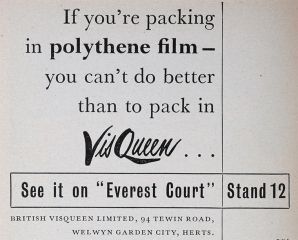 If you're packing
in polythene film —
you can't do better
than to pack in
VisQueen...
See it on "Everest Court" Stand 12
BRITISH VISQUEEN LIMITED, 94 TEWIN ROAD,
WELWYN GARDEN CITY, HERTS.